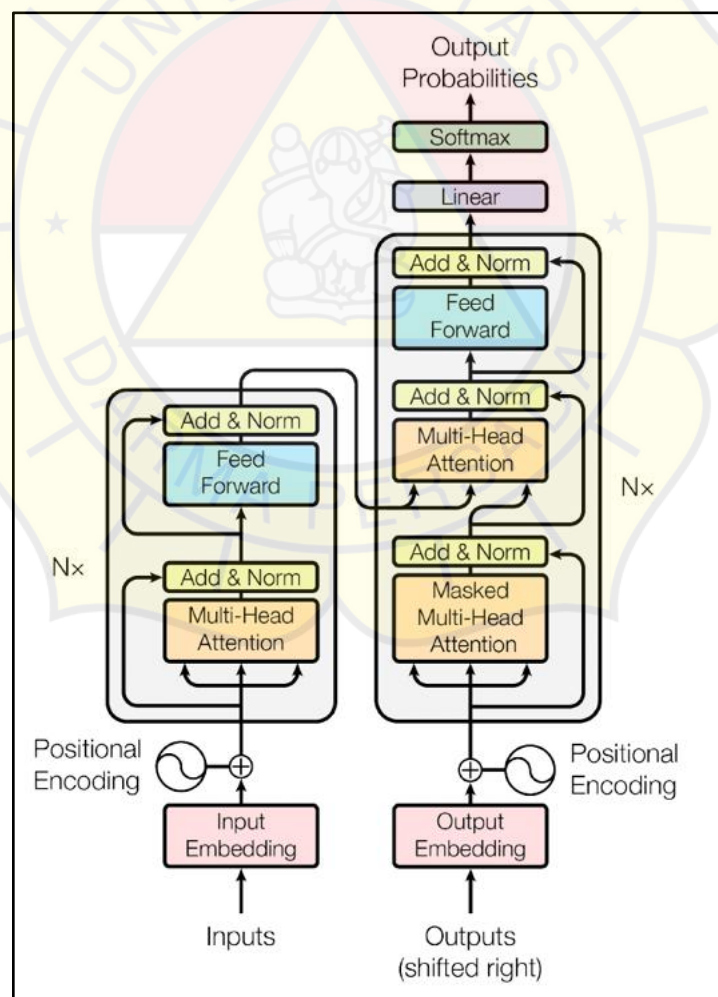 Output
Probabilities
Softmax
Linear
Add & Norm
Feed
Forward
Add & Norm
Multi-Head
Attention
Add & Norm
Feed
Forward
Nx
Add & Norm
Masked
Multi-Head
Attention
Nx
Add & Norm
Multi-Head
Attention
Positional
Encoding
Positional
Encoding
Input
Embedding
Output
Embedding
Inputs
Outputs
(shifted right)
DARMA PERSADA